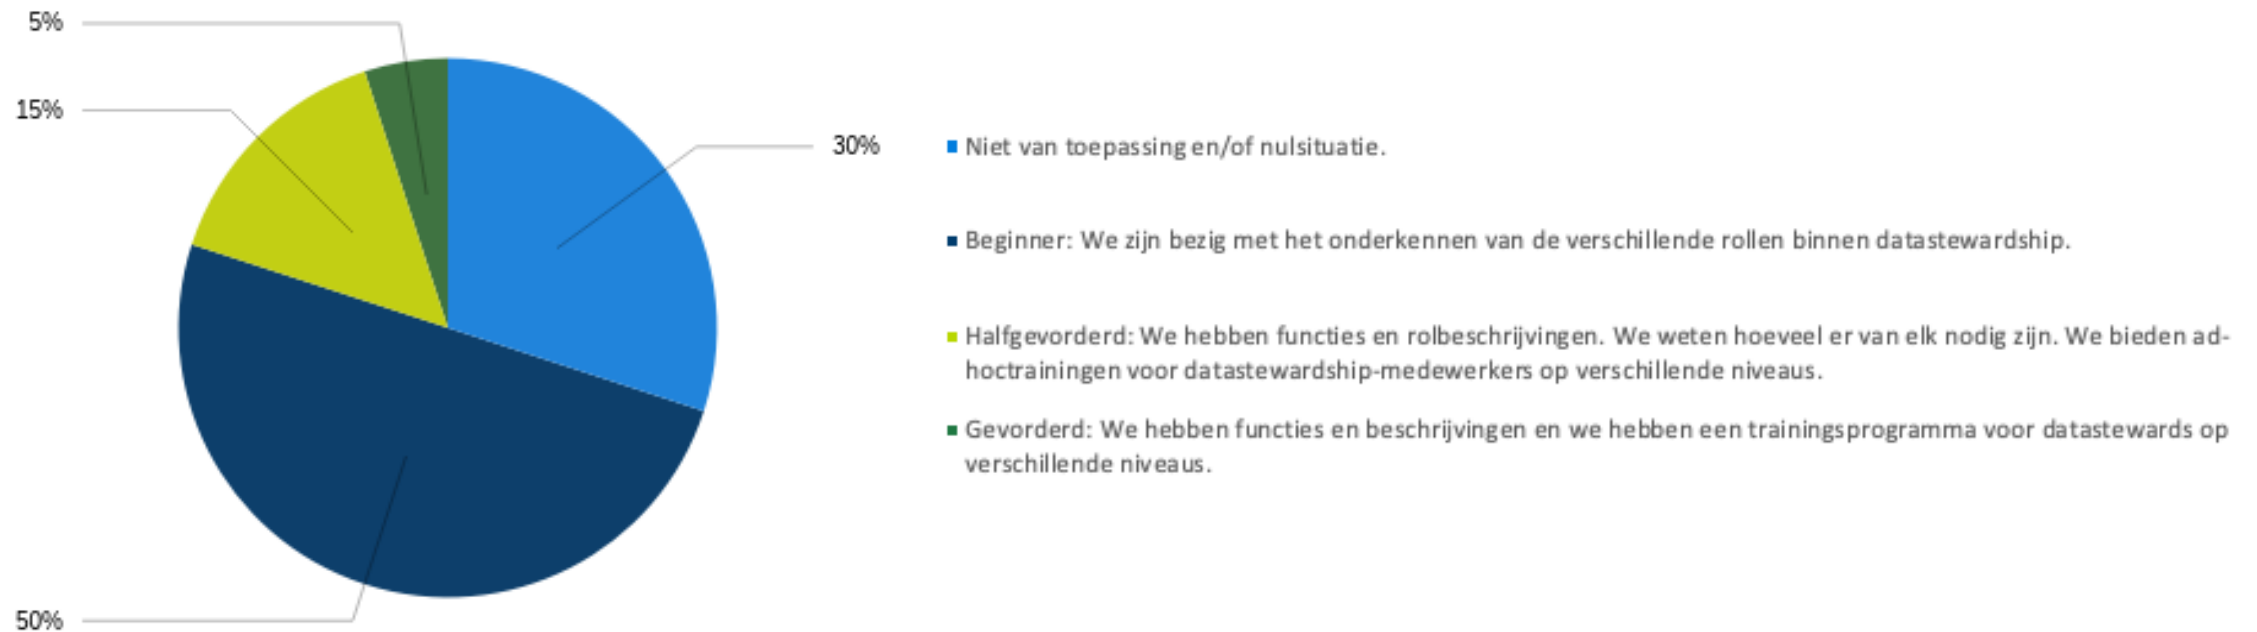 5%
15%
30%
Niet van toepassing en/of nulsituatie.
Beginner: We zijn bezig met het onderkennen van de verschillende rollen binnen datastewardship.
Halfgevorderd: We hebben functies en rolbeschrijvingen. We weten hoeveel er van elk nodig zijn. We bieden ad-
hoctrainingen voor datastewardship-medewerkers op verschillende niveaus.
Gevorderd: We hebben functies en beschrijvingen en we hebben een trainingsprogramma voor datastewards op
verschillende niveaus.
50%